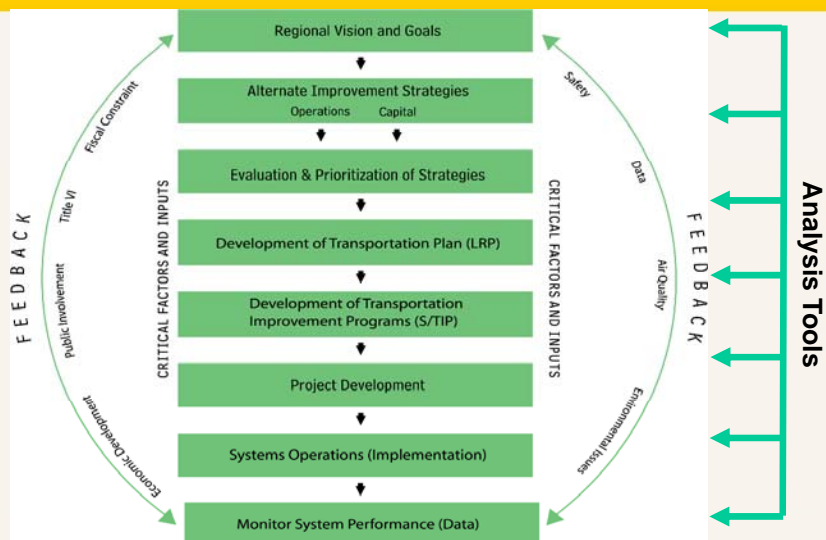 Regional Vision and Goals
Alternate Improvement Strategies
Operations Capital
Evaluation & Prioritization of Strategies
Development of Transportation Plan (LRP)
Development of Transportation
Improvement Programs (S/TIP)
Project Development
Systems Operations (Implementation)
Monitor System Performance (Data)
FEEDBACK
Fiscal Constraint
Title VI
Public Involvement
Economic Development
CRITICAL FACTORS AND INPUTS
CRITICAL FACTORS AND INPUTS
Safety
Data
Air Quality
Environmental Issues
FEEDBACK
Analysis Tools